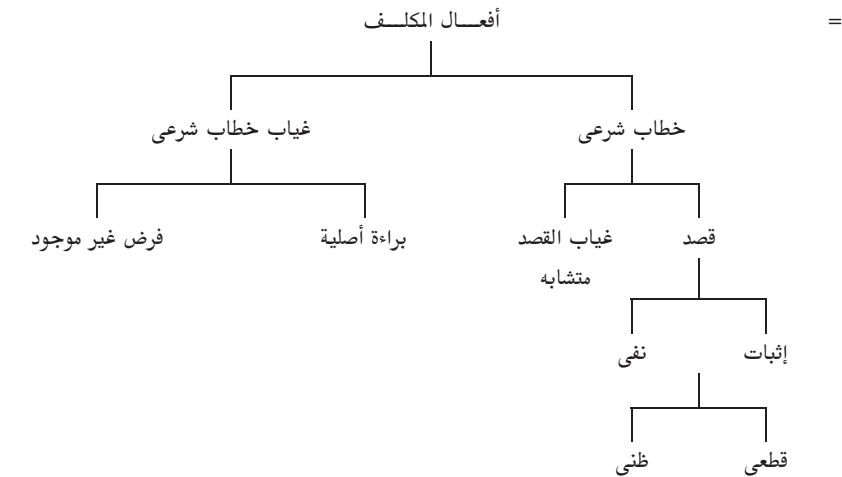 = أفعـــال المكلـــف
خطاب شرعى غياب خطاب شرعى
قصد غياب القصد براءة أصلية فرض غير موجود
متشابه
إثبات نفى
قطعى ظنى